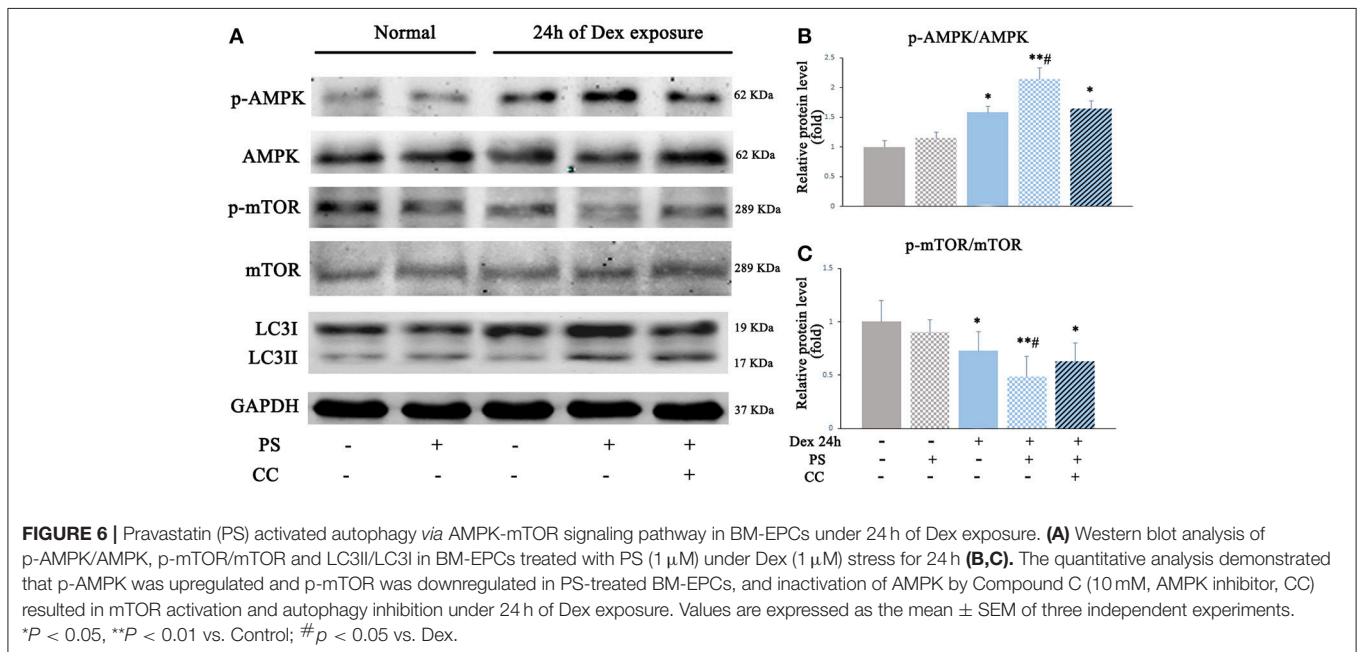 A
Normal
24h of Dex exposure
p-AMPK
62 KDa
AMPK
62 KDa
p-mTOR
289 KDa
mTOR
289 KDa
LC3I
19 KDa
LC3II
17 KDa
GAPDH
37 KDa
PS - + - + +
CC - - - - +
B
p-AMPK/AMPK
Relative protein level
(fold)
2.5
2
1.5
1
0.5
0
*
**#
*
C
p-mTOR/mTOR
Relative protein level
(fold)
1.5
1
0.5
0
*
**#
*
Dex 24h - - + + +
PS - + - + +
CC - - - - +
FIGURE 6 | Pravastatin (PS) activated autophagy via AMPK-mTOR signaling pathway in BM-EPCs under 24 h of Dex exposure. (A) Western blot analysis of
p-AMPK/AMPK, p-mTOR/mTOR and LC3II/LC3I in BM-EPCs treated with PS (1 μM) under Dex (1 μM) stress for 24 h (B,C). The quantitative analysis demonstrated
that p-AMPK was upregulated and p-mTOR was downregulated in PS-treated BM-EPCs, and inactivation of AMPK by Compound C (10 mM, AMPK inhibitor, CC)
resulted in mTOR activation and autophagy inhibition under 24 h of Dex exposure. Values are expressed as the mean ± SEM of three independent experiments.
*P < 0.05, **P < 0.01 vs. Control; #p < 0.05 vs. Dex.